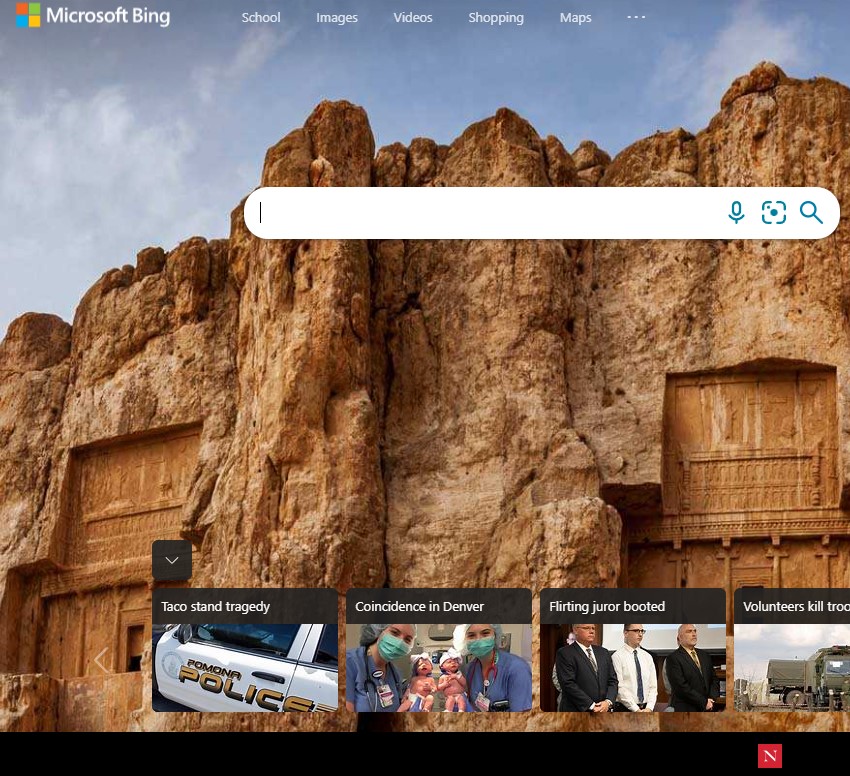 Microsoft Bing
School
Images
Videos
Shopping
Maps
...
Taco stand tragedy
Coincidence in Denver
Flirting juror booted
Volunteers kill troo
POMONA
POLICE
N